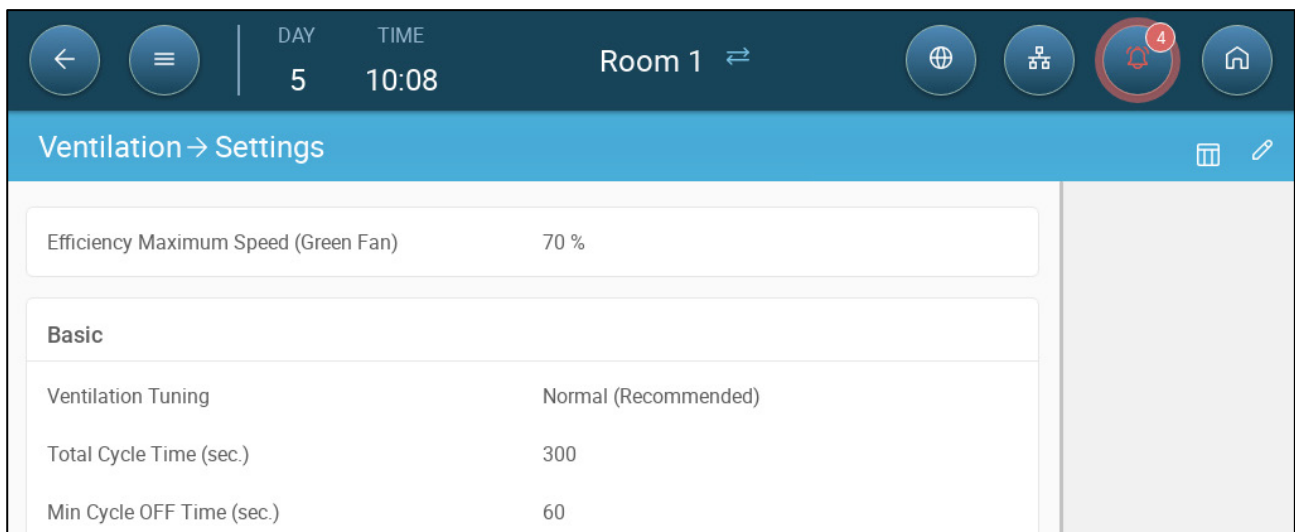 DAY TIME
5 10:08
Room 1
4
Ventilation → Settings
Efficiency Maximum Speed (Green Fan) 70 %
Basic
Ventilation Tuning Normal (Recommended)
Total Cycle Time (sec.) 300
Min Cycle OFF Time (sec.) 60